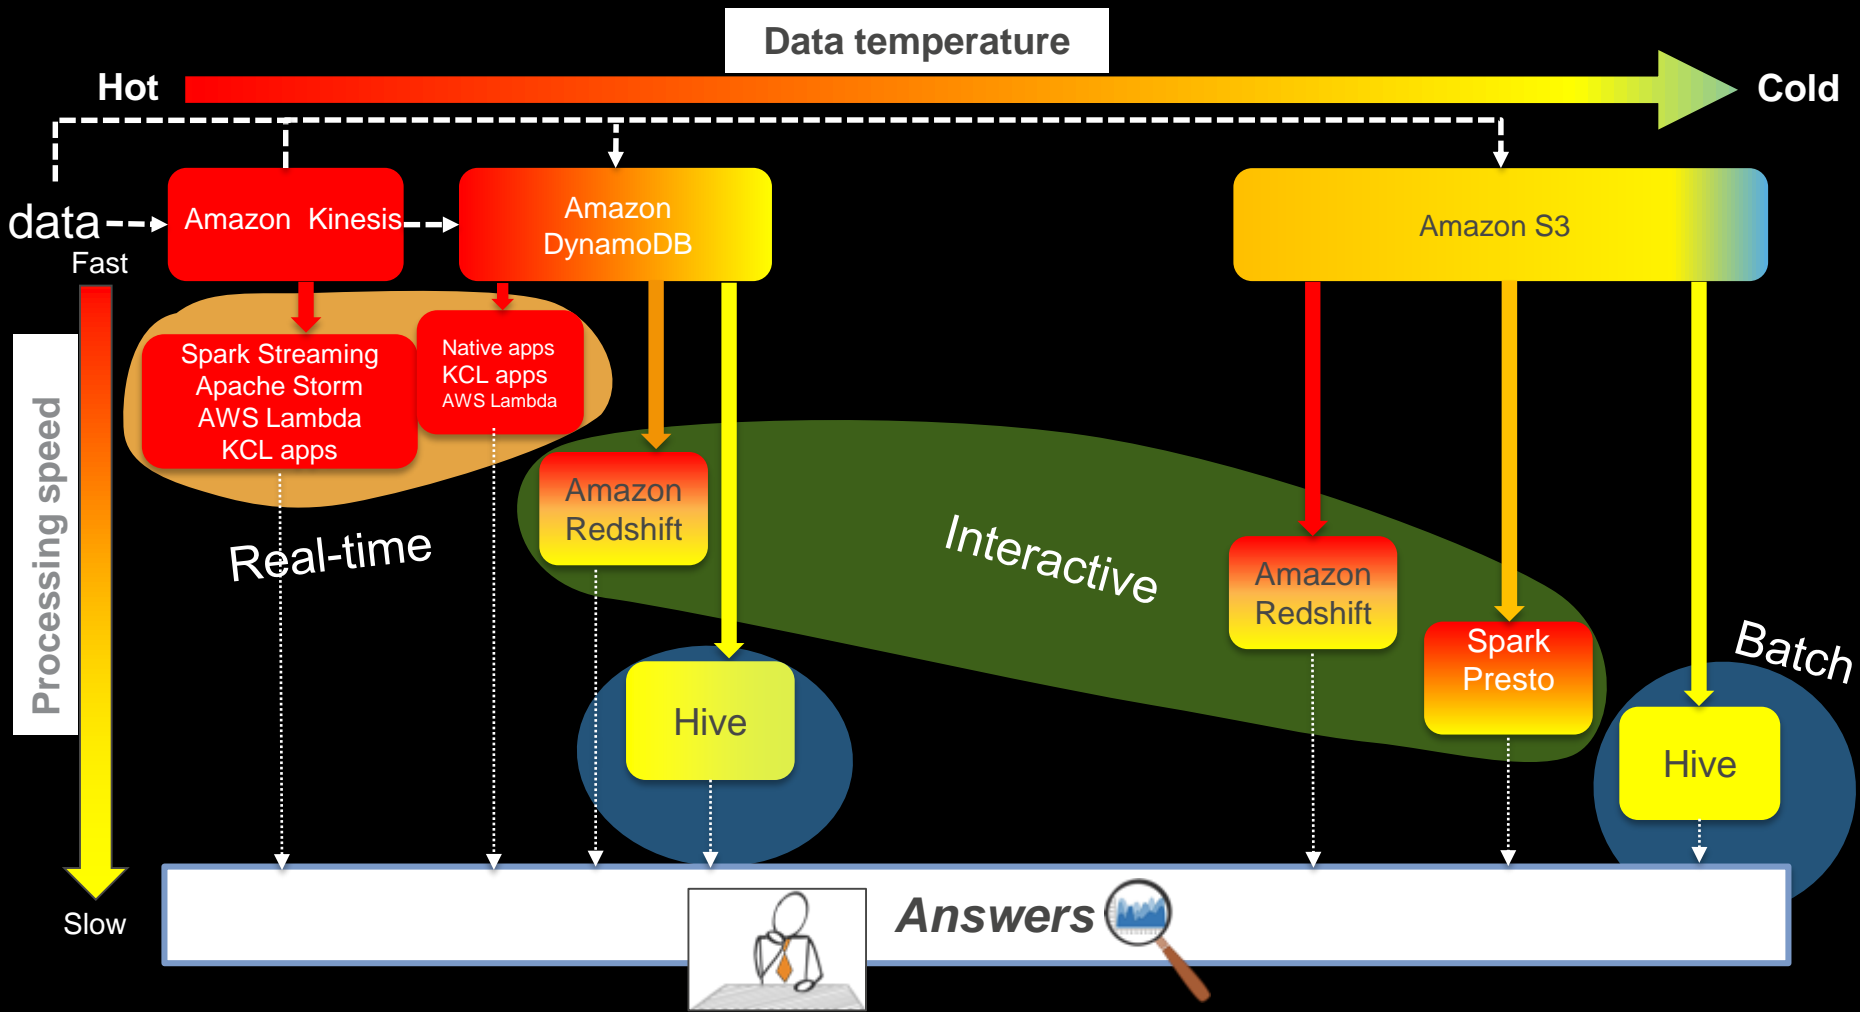 Data temperature
Hot
Cold
data
Fast
Amazon Kinesis
Amazon
DynamoDB
Amazon S3
Processing speed
Spark Streaming
Apache Storm
AWS Lambda
KCL apps
Native apps
KCL apps
AWS Lambda
Amazon
Redshift
Real-time
Interactive
Amazon
Redshift
Spark
Presto
Batch
Hive
Hive
Slow
Answers